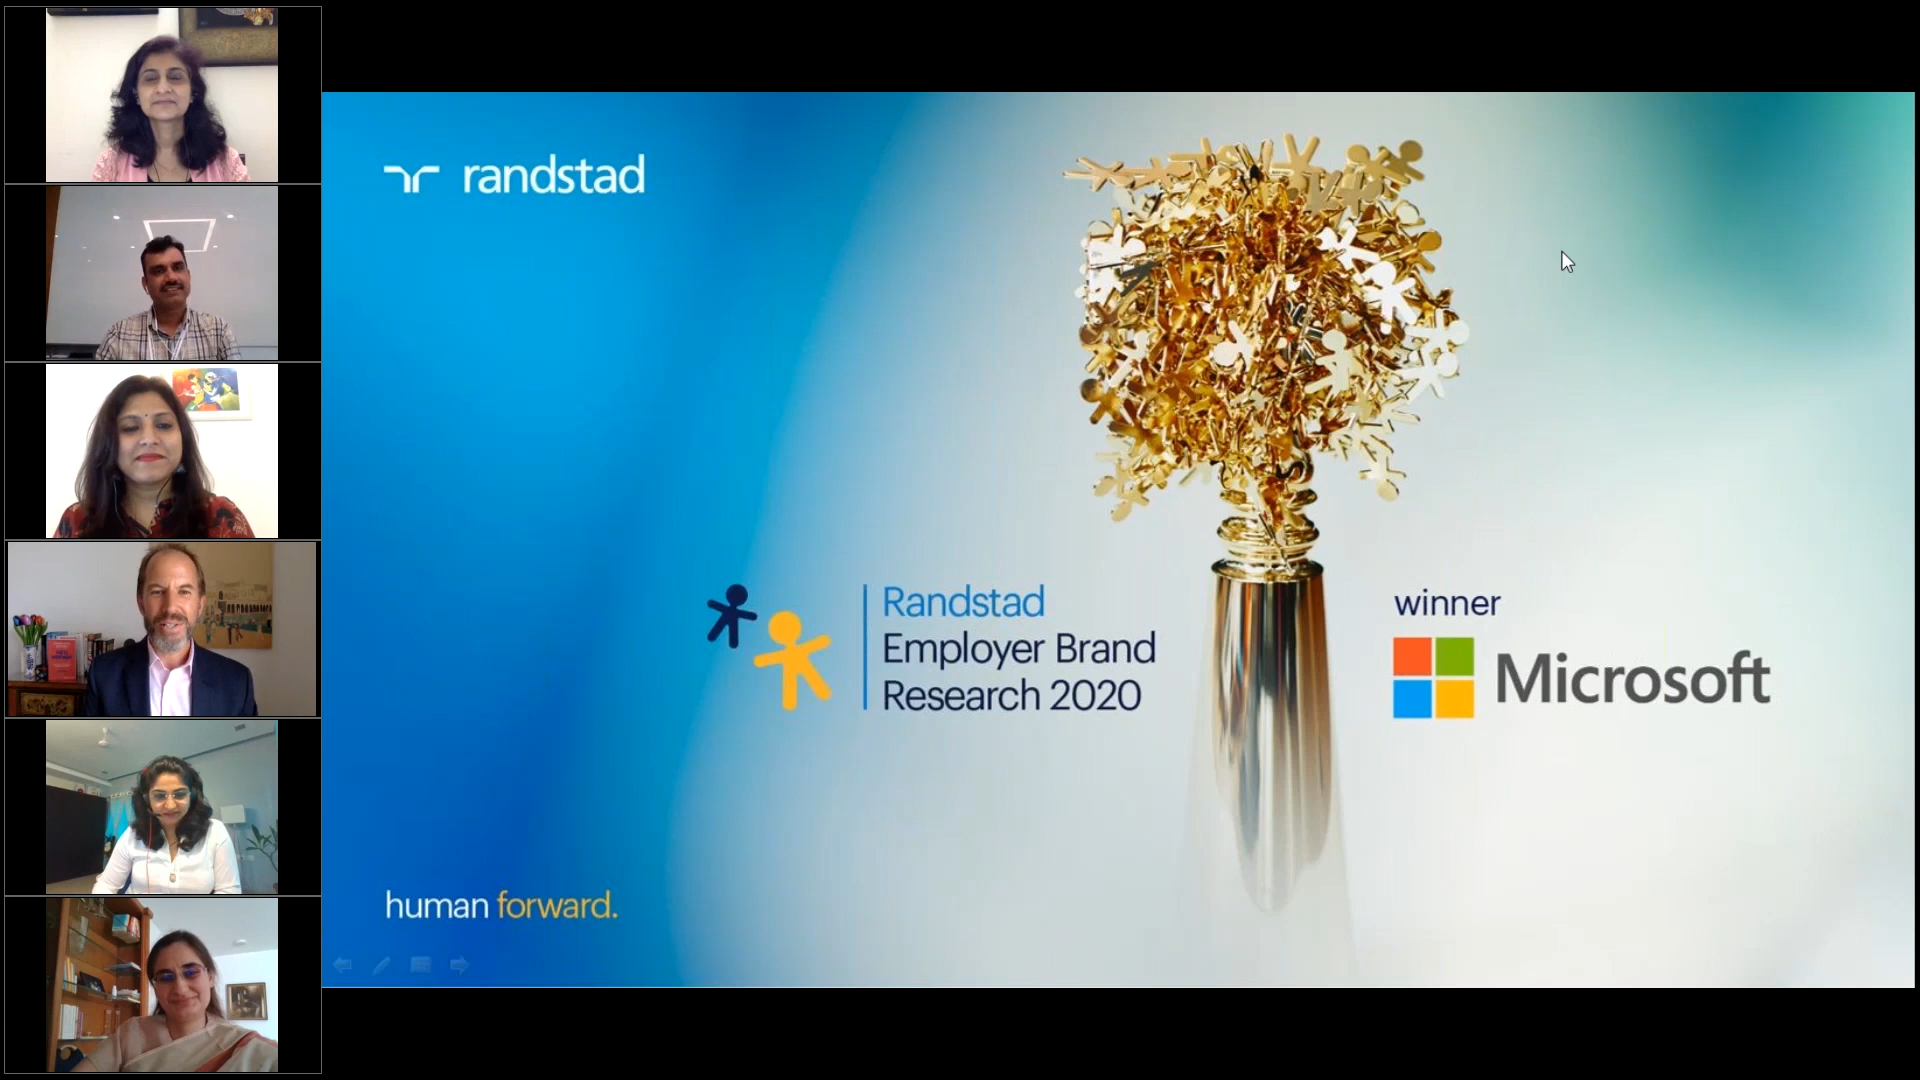 randstad
Randstad
Employer Brand
Research 2020
winner
Microsoft
human forward.